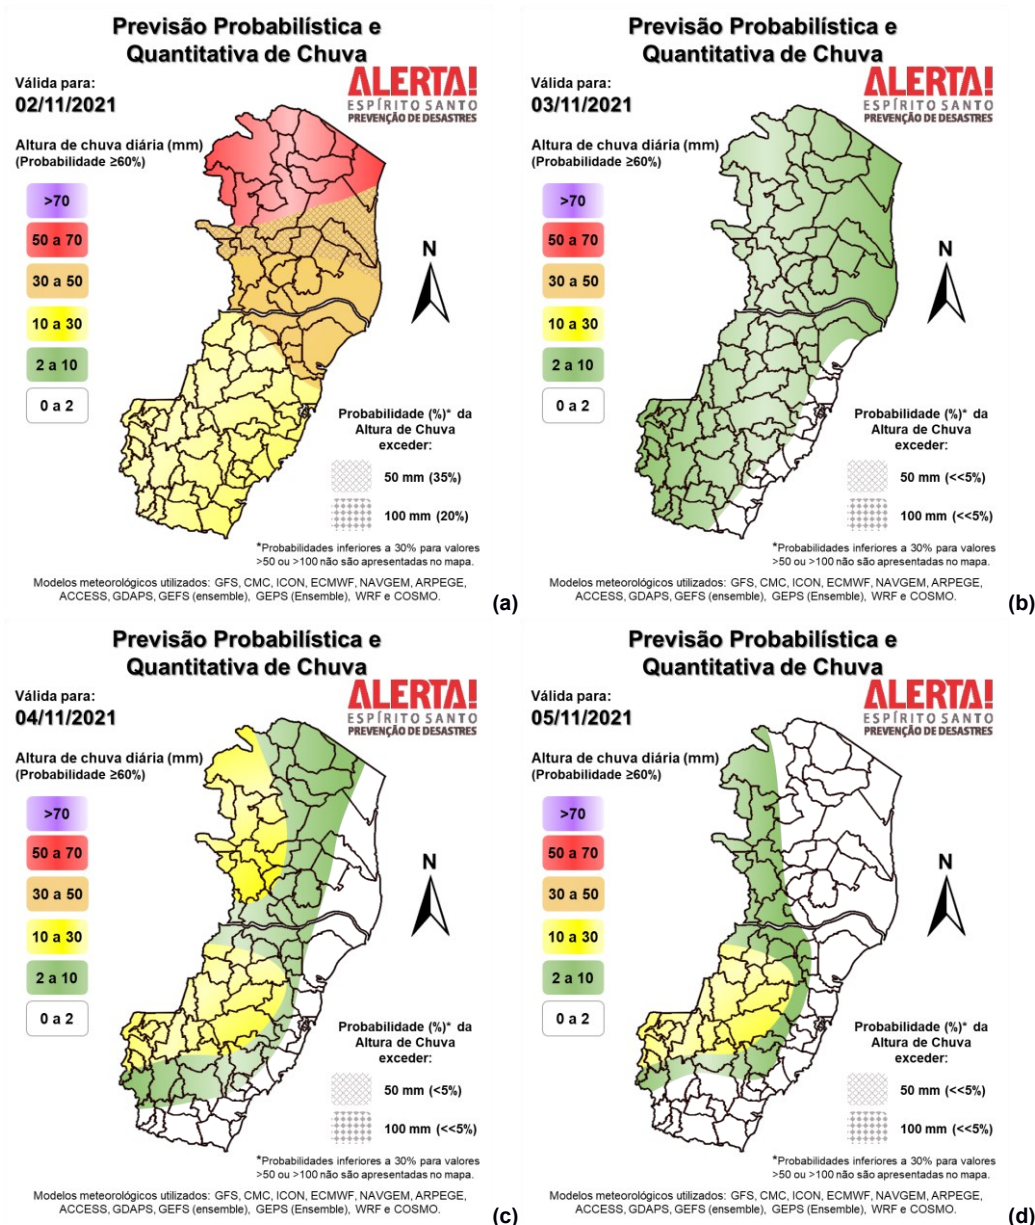 Previsão Probabilística e
Quantitativa de Chuva
Válida para:
02/11/2021
ALERTA!
ESPÍRITO SANTO
PREVENÇÃO DE DESASTRES
Altura de chuva diária (mm)
(Probabilidade ≥60%)
>70
50 a 70
30 a 50
10 a 30
2 a 10
0 a 2
N
Probabilidade (%)* da
Altura de Chuva
exceder:
50 mm (35%)
100 mm (20%)
*Probabilidades inferiores a 30% para valores
>50 ou >100 não são apresentadas no mapa.
Modelos meteorológicos utilizados: GFS, CMC, ICON, ECMWF, NAVGEM, ARPEGE,
ACCESS, GDAPS, GEFS (ensemble), GEPS (Ensemble), WRF e COSMO.
(a)
Previsão Probabilística e
Quantitativa de Chuva
Válida para:
03/11/2021
ALERTA!
ESPÍRITO SANTO
PREVENÇÃO DE DESASTRES
Altura de chuva diária (mm)
(Probabilidade ≥60%)
>70
50 a 70
30 a 50
10 a 30
2 a 10
0 a 2
N
Probabilidade (%)* da
Altura de Chuva
exceder:
50 mm (<<5%)
100 mm (<<5%)
*Probabilidades inferiores a 30% para valores
>50 ou >100 não são apresentadas no mapa.
Modelos meteorológicos utilizados: GFS, CMC, ICON, ECMWF, NAVGEM, ARPEGE,
ACCESS, GDAPS, GEFS (ensemble), GEPS (Ensemble), WRF e COSMO.
(b)
Previsão Probabilística e
Quantitativa de Chuva
Válida para:
04/11/2021
ALERTA!
ESPÍRITO SANTO
PREVENÇÃO DE DESASTRES
Altura de chuva diária (mm)
(Probabilidade ≥60%)
>70
50 a 70
30 a 50
10 a 30
2 a 10
0 a 2
N
Probabilidade (%)* da
Altura de Chuva
exceder:
50 mm (<5%)
100 mm (<<5%)
*Probabilidades inferiores a 30% para valores
>50 ou >100 não são apresentadas no mapa.
Modelos meteorológicos utilizados: GFS, CMC, ICON, ECMWF, NAVGEM, ARPEGE,
ACCESS, GDAPS, GEFS (ensemble), GEPS (Ensemble), WRF e COSMO.
(c)
Previsão Probabilística e
Quantitativa de Chuva
Válida para:
05/11/2021
ALERTA!
ESPÍRITO SANTO
PREVENÇÃO DE DESASTRES
Altura de chuva diária (mm)
(Probabilidade ≥60%)
>70
50 a 70
30 a 50
10 a 30
2 a 10
0 a 2
N
Probabilidade (%)* da
Altura de Chuva
exceder:
50 mm (<<5%)
100 mm (<<5%)
*Probabilidades inferiores a 30% para valores
>50 ou >100 não são apresentadas no mapa.
Modelos meteorológicos utilizados: GFS, CMC, ICON, ECMWF, NAVGEM, ARPEGE,
ACCESS, GDAPS, GEFS (ensemble), GEPS (Ensemble), WRF e COSMO.
(d)